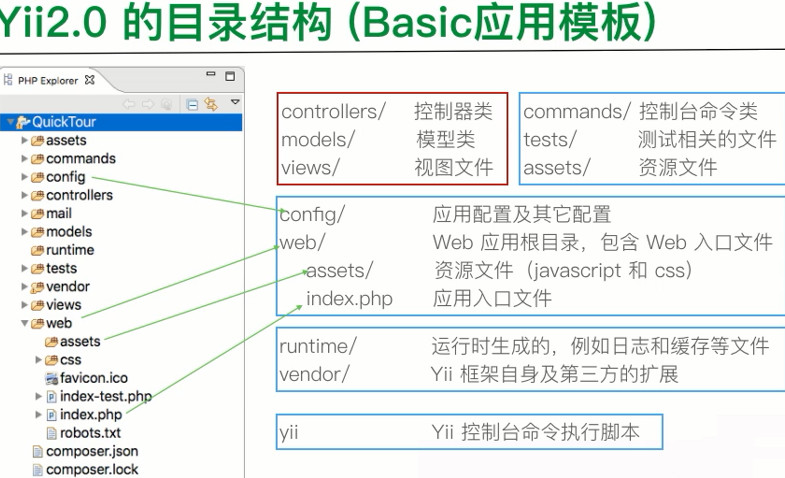 Yii2.0 的目录结构 (Basic应用模板)
PHP Explorer
QuickTour
assets
commands
config
controllers
mail
models
runtime
tests
vendor
views
web
assets
css
favicon.ico
index-test.php
index.php
robots.txt
composer.json
composer.lock
controllers/ 控制器类
models/ 模型类
views/ 视图文件
commands/ 控制台命令类
tests/ 测试相关的文件
assets/ 资源文件
config/ 应用配置及其它配置
web/ Web 应用根目录，包含 Web 入口文件
assets/ 资源文件（javascript 和 css）
index.php 应用入口文件
runtime/ 运行时生成的，例如日志和缓存等文件
vendor/ Yii 框架自身及第三方的扩展
yii Yii 控制台命令执行脚本